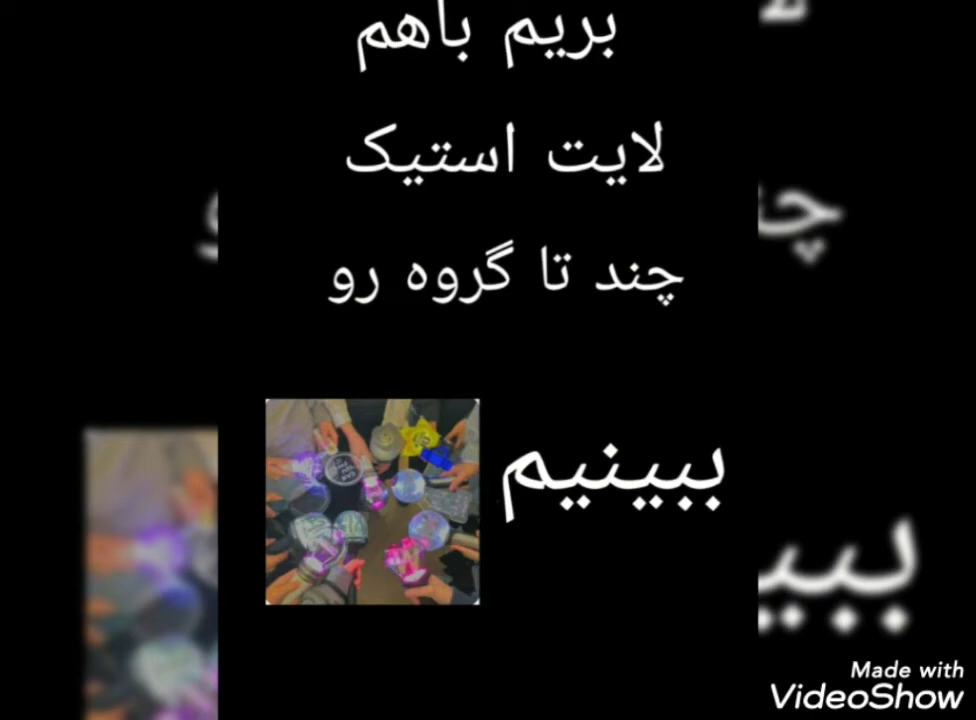 بریم باهم
لایت استیک
چند تا گروه رو
ببینیم
Made with
VideoShow